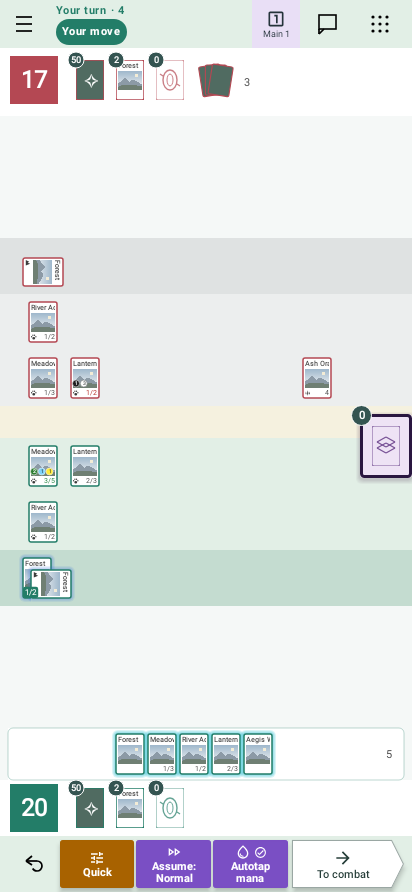 Your turn · 4
Your move
Main 1
17
50
2
Forest
0
3
Forest
River Ac
1/2
Meadov
1/3
Lantern
1/2
Ash Ora
4
0
Meadov
3/5
Lantern
2/3
River Ac
1/2
Forest
1/2
Forest
Forest
Meadov
1/3
River Ac
1/2
Lantern
2/3
Aegis W
5
20
50
2
Forest
0
Quick
Assume:
Normal
Autotap
mana
To combat